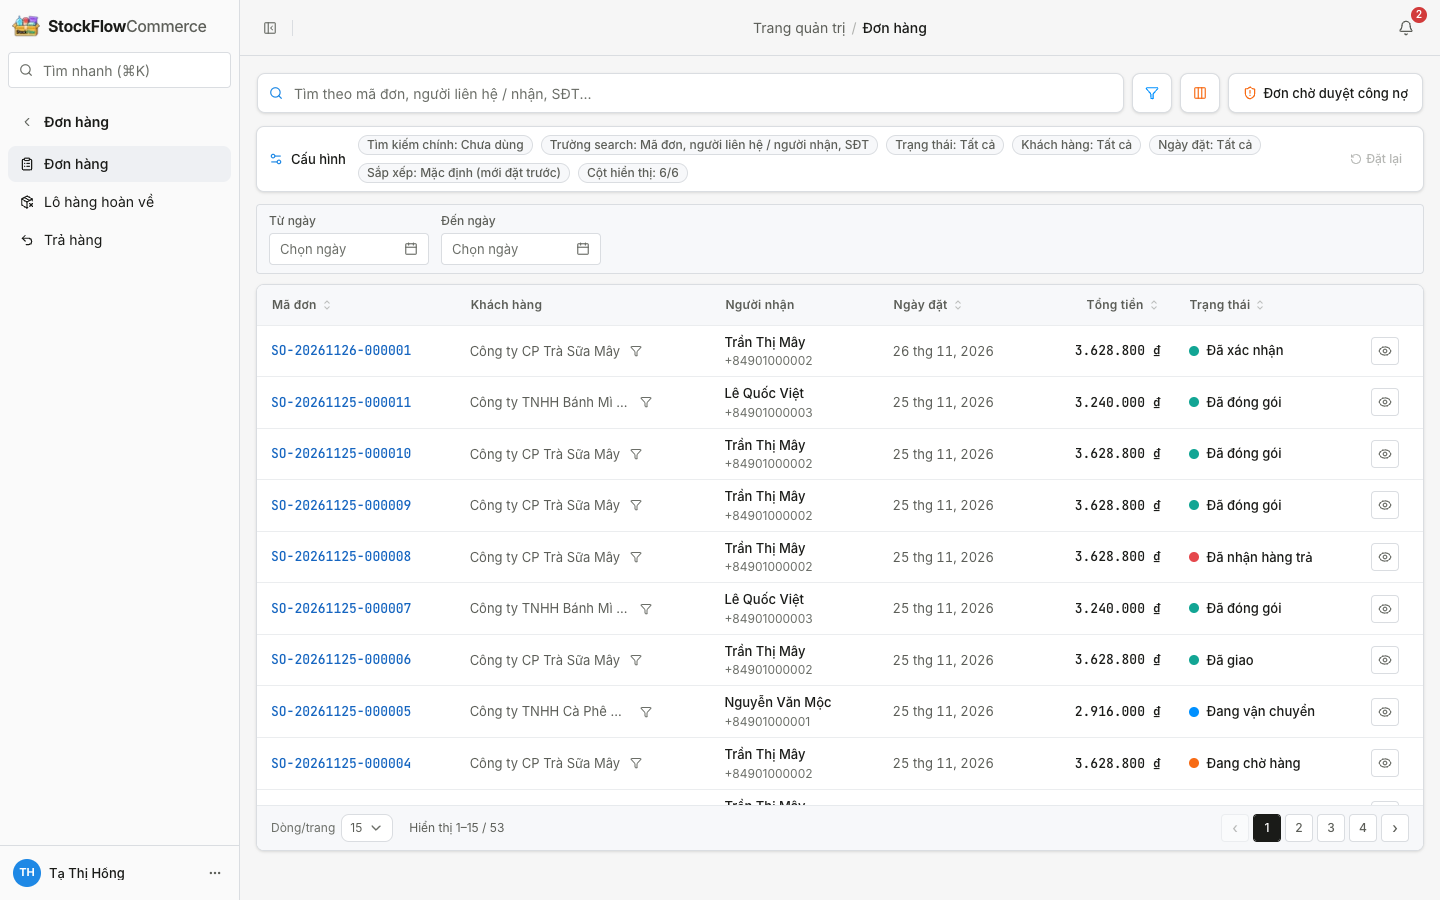 StockFlowCommerce
Tìm nhanh (⌘K)
Đơn hàng
Đơn hàng
Lô hàng hoàn về
Trả hàng
TH
Tạ Thị Hồng
Trang quản trị / Đơn hàng
2
Tìm theo mã đơn, người liên hệ / nhận, SĐT...
Đơn chờ duyệt công nợ
Cấu hình
Tìm kiếm chính: Chưa dùng
Trường search: Mã đơn, người liên hệ / người nhận, SĐT
Trạng thái: Tất cả
Khách hàng: Tất cả
Ngày đặt: Tất cả
Sắp xếp: Mặc định (mới đặt trước)
Cột hiển thị: 6/6
Đặt lại
Từ ngày
Đến ngày
Chọn ngày
Chọn ngày
Mã đơn Khách hàng Người nhận Ngày đặt Tổng tiền Trạng thái
SO-20261126-000001 Công ty CP Trà Sữa Mây Trần Thị Mây 26 thg 11, 2026 3.628.800 ₫ Đã xác nhận
+84901000002
SO-20261125-000011 Công ty TNHH Bánh Mì ... Lê Quốc Việt 25 thg 11, 2026 3.240.000 ₫ Đã đóng gói
+84901000003
SO-20261125-000010 Công ty CP Trà Sữa Mây Trần Thị Mây 25 thg 11, 2026 3.628.800 ₫ Đã đóng gói
+84901000002
SO-20261125-000009 Công ty CP Trà Sữa Mây Trần Thị Mây 25 thg 11, 2026 3.628.800 ₫ Đã đóng gói
+84901000002
SO-20261125-000008 Công ty CP Trà Sữa Mây Trần Thị Mây 25 thg 11, 2026 3.628.800 ₫ Đã nhận hàng trả
+84901000002
SO-20261125-000007 Công ty TNHH Bánh Mì ... Lê Quốc Việt 25 thg 11, 2026 3.240.000 ₫ Đã đóng gói
+84901000003
SO-20261125-000006 Công ty CP Trà Sữa Mây Trần Thị Mây 25 thg 11, 2026 3.628.800 ₫ Đã giao
+84901000002
SO-20261125-000005 Công ty TNHH Cà Phê ... Nguyễn Văn Mộc 25 thg 11, 2026 2.916.000 ₫ Đang vận chuyển
+84901000001
SO-20261125-000004 Công ty CP Trà Sữa Mây Trần Thị Mây 25 thg 11, 2026 3.628.800 ₫ Đang chờ hàng
+84901000002
Trần Thị Mây
Dòng/trang 15 Hiển thị 1–15 / 53
‹ 1 2 3 4 ›